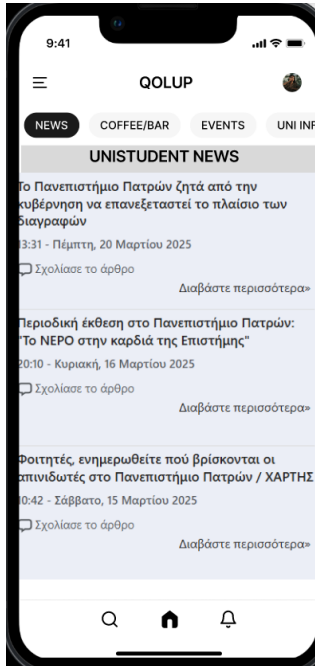 9:41
QOLUP
NEWS COFFEE/BAR EVENTS UNI INF
UNISTUDENT NEWS
Το Πανεπιστήμιο Πατρών ζητά από την
κυβέρνηση να επανεξεταστεί το πλαίσιο των
διαγραφών
13:31 - Πέμπτη, 20 Μαρτίου 2025
Σχολίασε το άρθρο
Διαβάστε περισσότερα»
Περιοδική έκθεση στο Πανεπιστήμιο Πατρών:
"Το ΝΕΡΟ στην καρδιά της Επιστήμης"
20:10 - Κυριακή, 16 Μαρτίου 2025
Σχολίασε το άρθρο
Διαβάστε περισσότερα»
Φοιτητές, ενημερωθείτε πού βρίσκονται οι
απινιδωτές στο Πανεπιστήμιο Πατρών / ΧΑΡΤΗΣ
10:42 - Σάββατο, 15 Μαρτίου 2025
Σχολίασε το άρθρο
Διαβάστε περισσότερα»